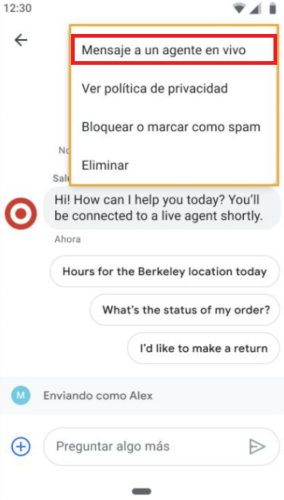 12:30
Mensaje a un agente en vivo
Ver política de privacidad
Bloquear o marcar como spam
Eliminar
Hi! How can I help you today? You'll
be connected to a live agent shortly.
Ahora
Hours for the Berkeley location today
What's the status of my order?
I'd like to make a return
M Enviando como Alex
Preguntar algo más